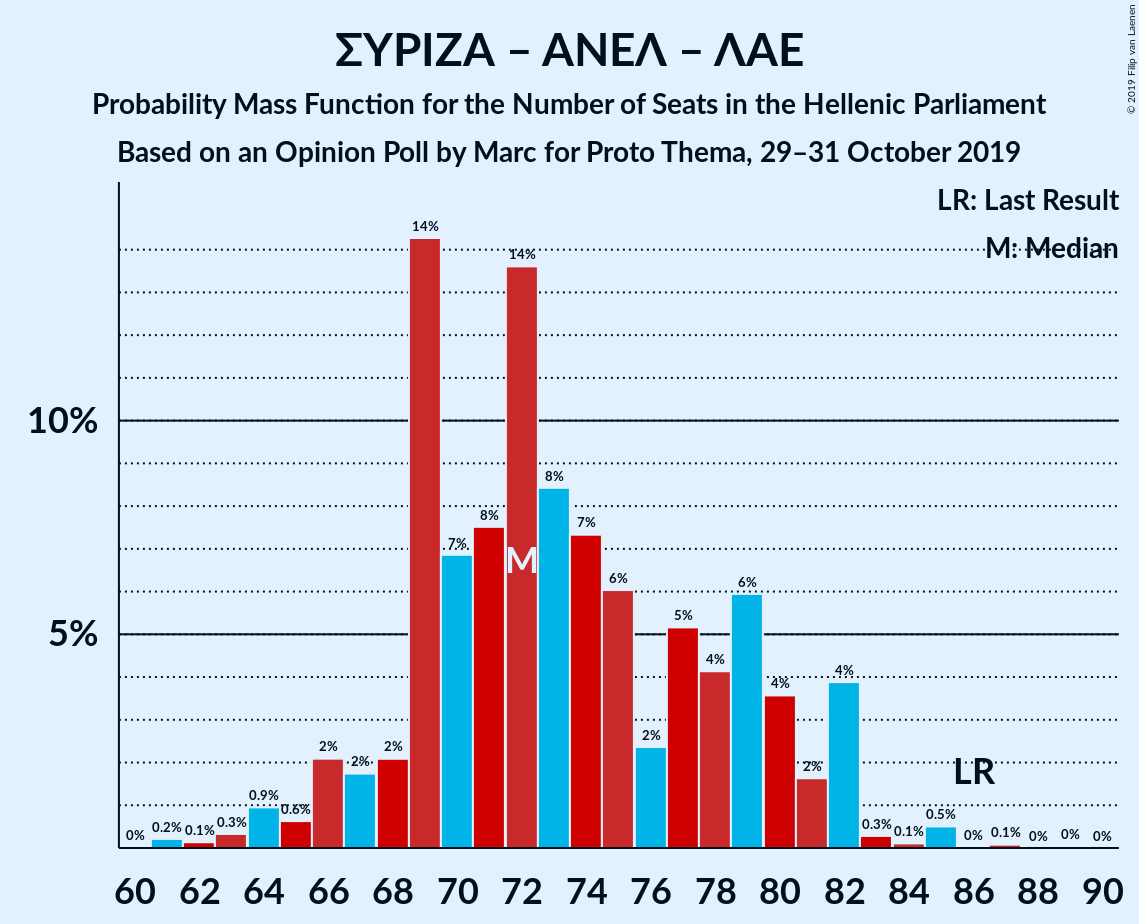 ΣΥΡΙΖΑ – ΑΝΕΛ – ΛΑΕ
Probability Mass Function for the Number of Seats in the Hellenic Parliament
Based on an Opinion Poll by Marc for Proto Thema, 29–31 October 2019
© 2019 Filip van Laenen
LR: Last Result
M: Median
10%
5%
0% 0.2% 0.1% 0.3% 0.9% 0.6% 2% 2% 2% 14% 7% 8% 14% 8% 7% 6% 2% 5% 4% 6% 4% 2% 4% 0.3% 0.1% 0.5% 0% 0.1% 0% 0% 0%
M
LR
60 62 64 66 68 70 72 74 76 78 80 82 84 86 88 90